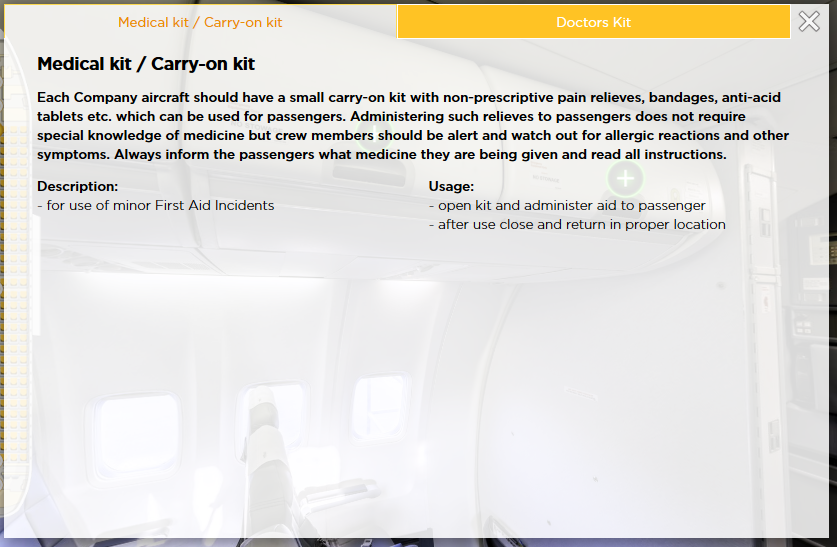 Medical kit / Carry-on kit
Doctors Kit
Medical kit / Carry-on kit
Each Company aircraft should have a small carry-on kit with non-prescriptive pain relieves, bandages, anti-acid
tablets etc. which can be used for passengers. Administering such relieves to passengers does not require
special knowledge of medicine but crew members should be alert and watch out for allergic reactions and other
symptoms. Always inform the passengers what medicine they are being given and read all instructions.
Description:
- for use of minor First Aid Incidents
Usage:
- open kit and administer aid to passenger
- after use close and return in proper location